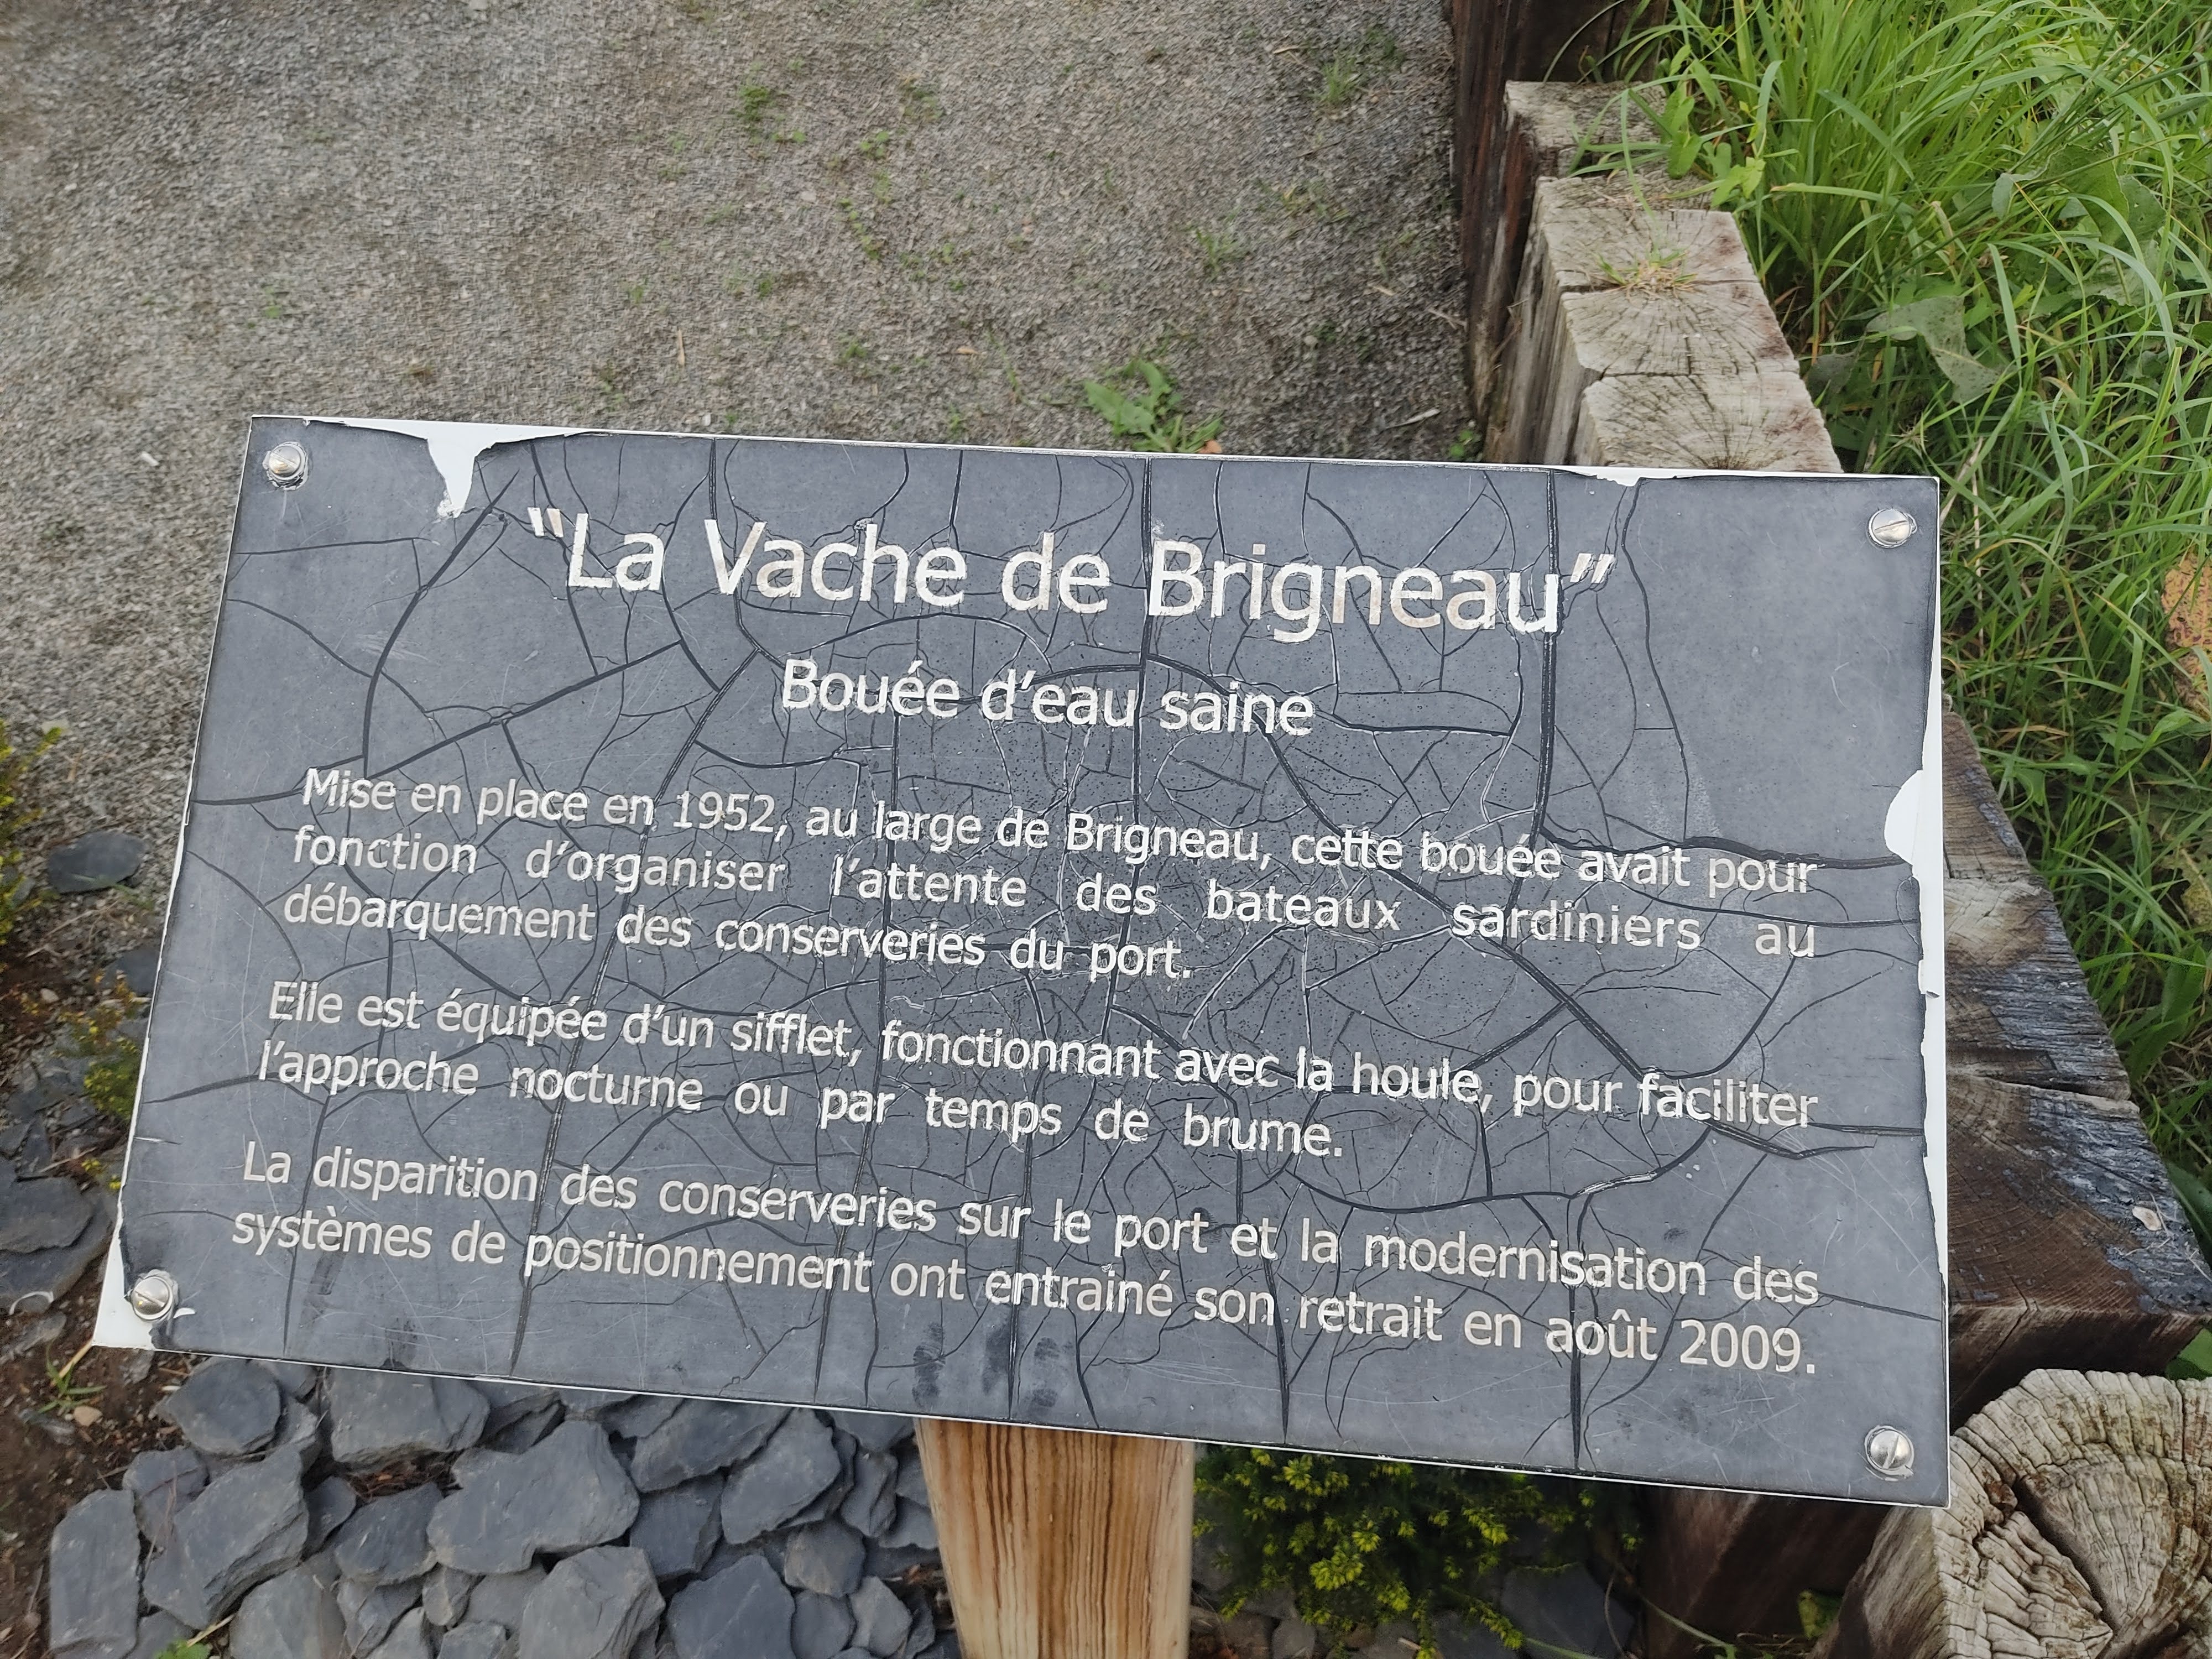 "La Vache de Brigneau"
Bouée d'eau saine
Mise en place en 1952, au large de Brigneau, cette bouée avait pour
fonction d'organiser l'attente des bateaux sardiniers au
débarquement des conserveries du port.
Elle est équipée d'un sifflet, fonctionnant avec la houle, pour faciliter
l'approche nocturne ou par temps de brume.
La disparition des conserveries sur le port et la modernisation des
systèmes de positionnement ont entrainé son retrait en août 2009.